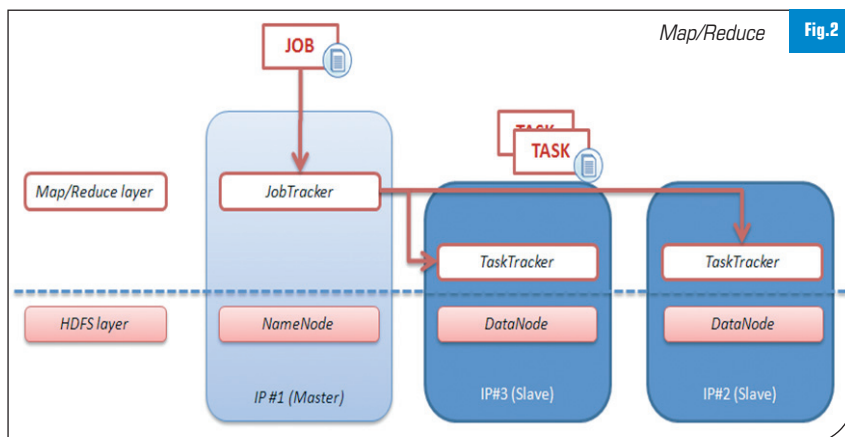 Map/Reduce
Fig.2
JOB
TASK
TASK
Map/Reduce layer
JobTracker
TaskTracker
TaskTracker
HDFS layer
NameNode
DataNode
DataNode
IP#1 (Master)
IP#3 (Slave)
IP#2 (Slave)